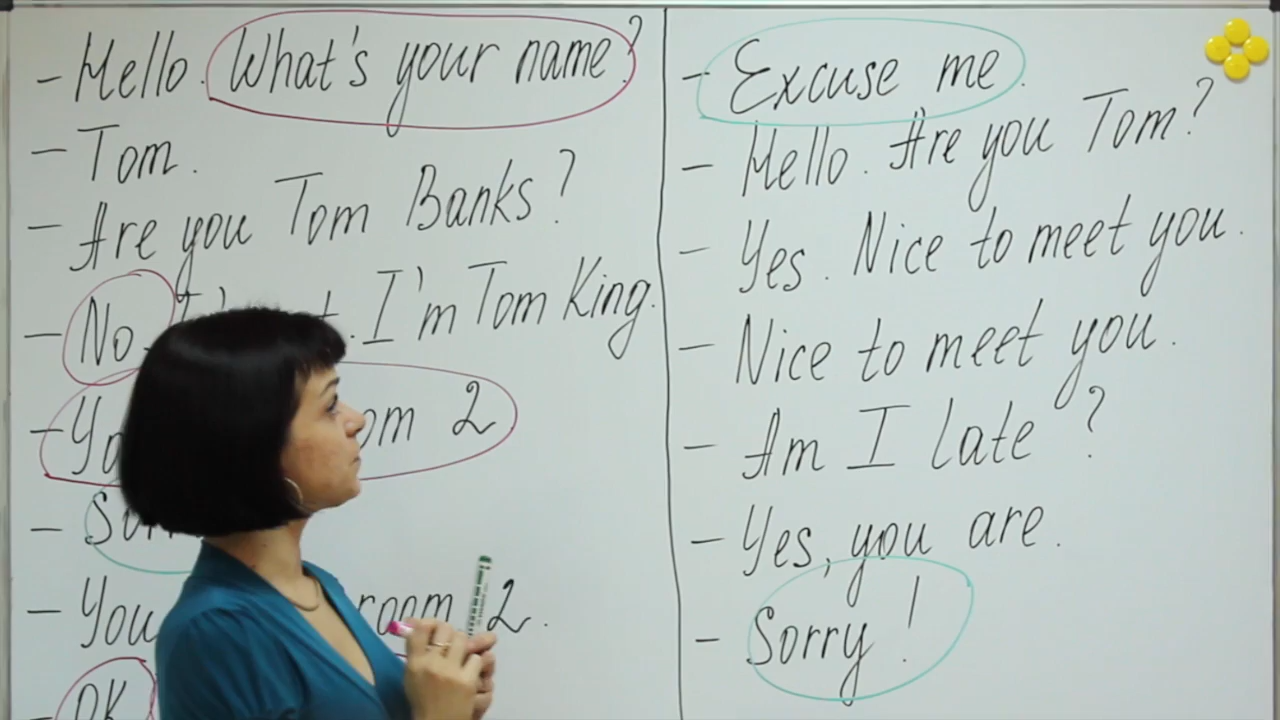 - Hello. What's your name?
- Tom.
- Are you Tom Banks?
- No I'm Tom King.
- room 2
- Sorry
- You room 2.
- OK
- Excuse me.
- Hello. Are you Tom?
- Yes. Nice to meet you.
- Nice to meet you.
- Am I late?
- Yes, you are.
- Sorry!